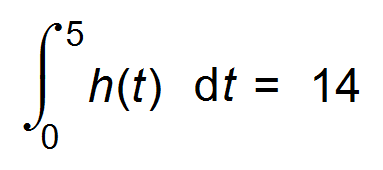 ∫₀⁵ h(t) dt = 14